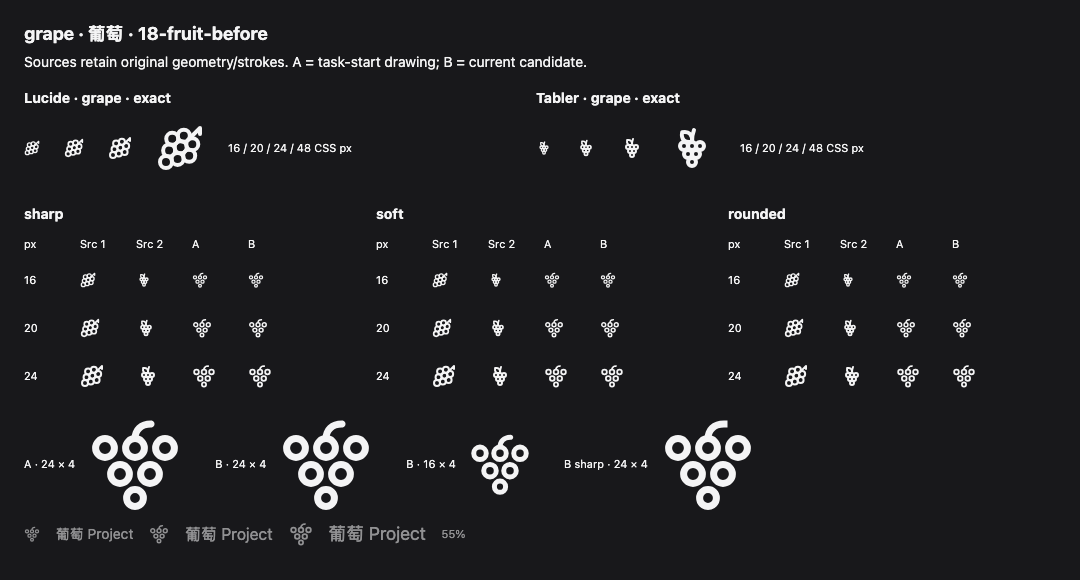 grape · 葡萄 · 18-fruit-before
Sources retain original geometry/strokes. A = task-start drawing; B = current candidate.
Lucide · grape · exact
Tabler · grape · exact
16 / 20 / 24 / 48 CSS px
16 / 20 / 24 / 48 CSS px
sharp
soft
rounded
px Src 1 Src 2 A B
px Src 1 Src 2 A B
px Src 1 Src 2 A B
16
16
16
20
20
20
24
24
24
A · 24 × 4
B · 24 × 4
B · 16 × 4
B sharp · 24 × 4
葡萄 Project
葡萄 Project
葡萄 Project
55%